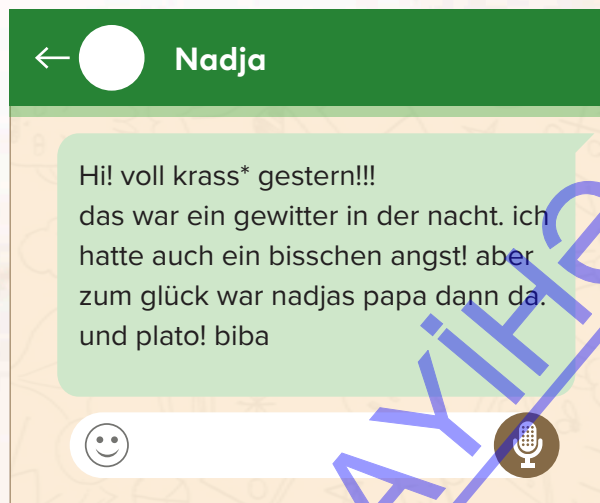 Nadja
Hi! voll krass* gestern!!!
das war ein gewitter in der nacht. ich
hatte auch ein bisschen angst! aber
zum glück war nadjas papa dann da.
und plato! biba